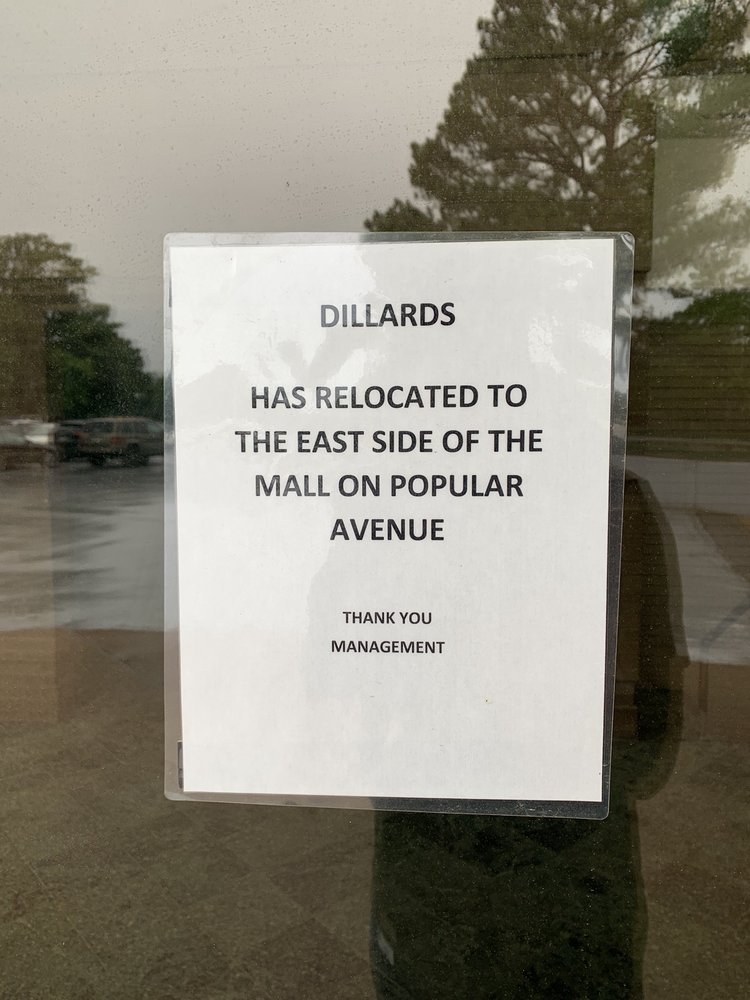 DILLARDS
HAS RELOCATED TO
THE EAST SIDE OF THE
MALL ON POPULAR
AVENUE
THANK YOU
MANAGEMENT